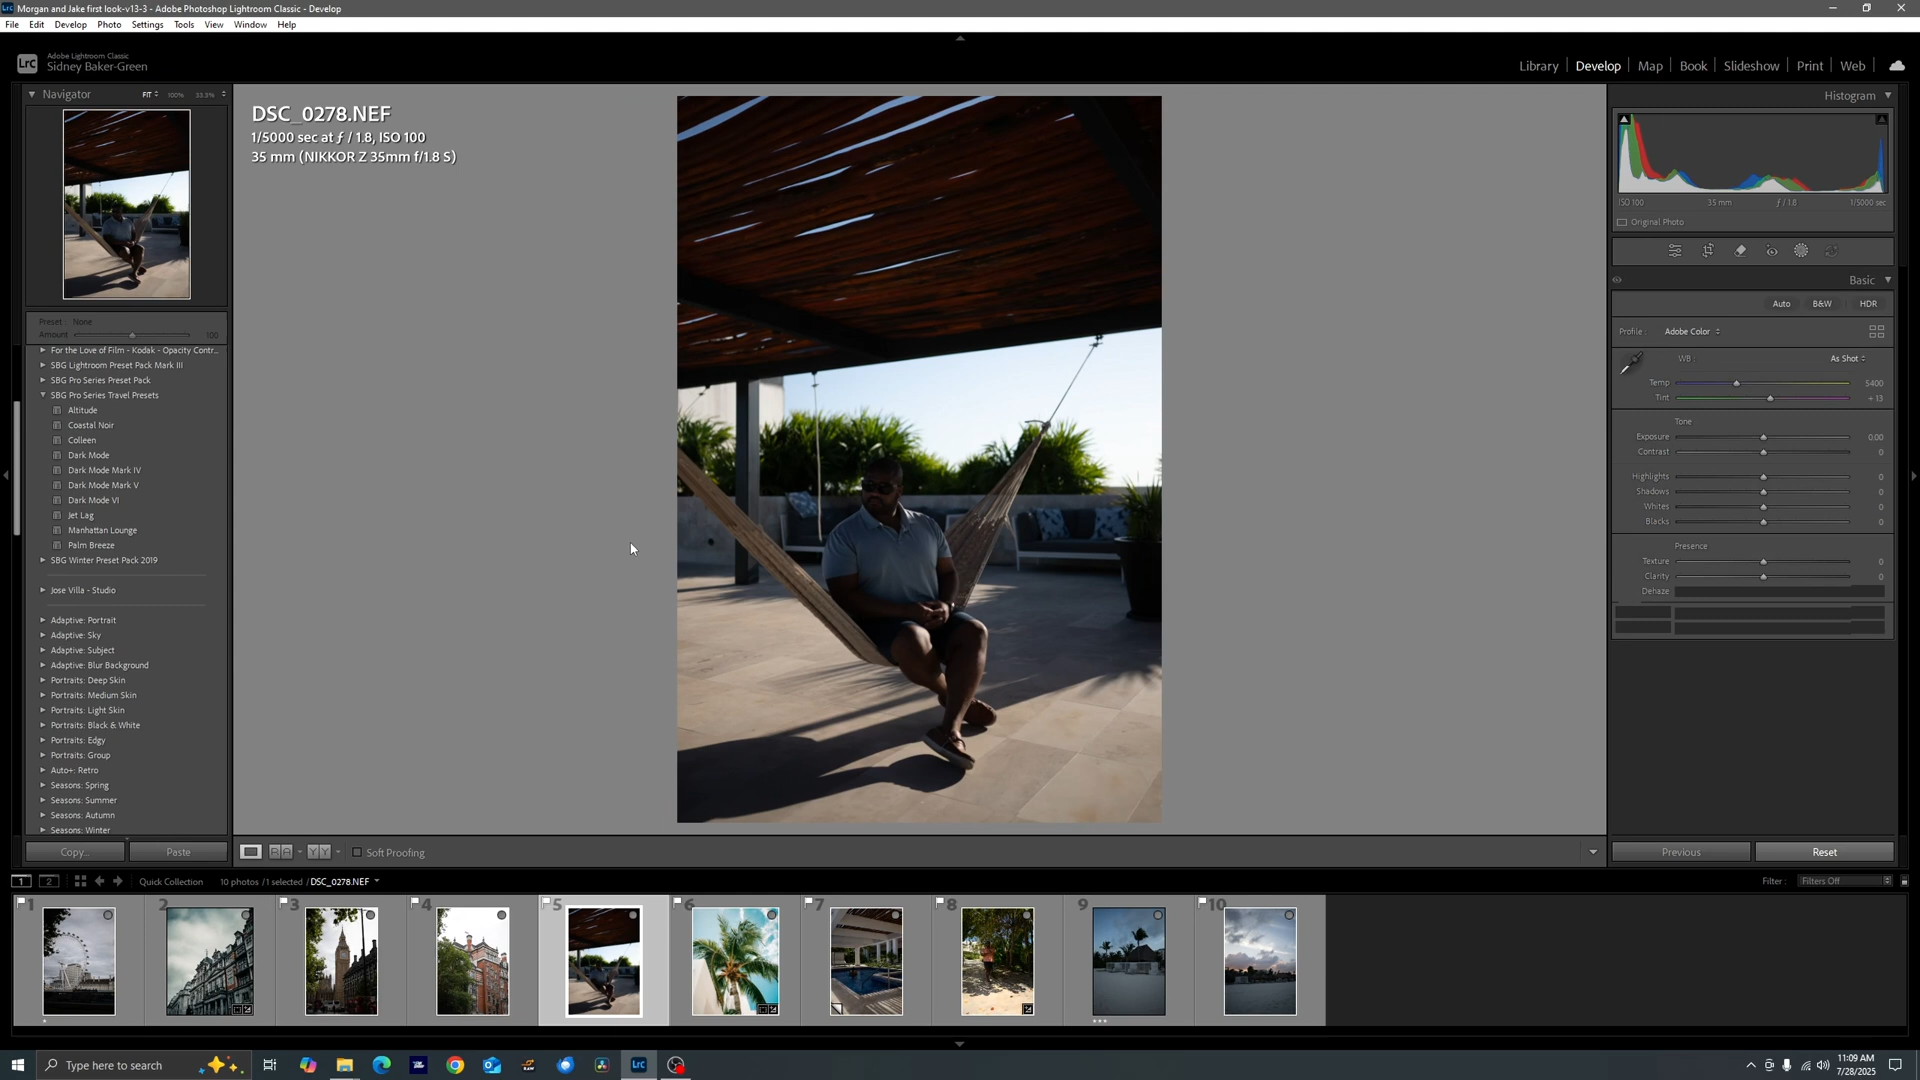 Morgan and Jake first look-v13-3 - Adobe Photoshop Lightroom Classic - Develop
File Edit Develop Photo Settings Tools View Window Help
LrC
Adobe Lightroom Classic
Sidney Baker-Green
Library | Develop | Map | Book | Slideshow | Print | Web
Navigator FIT 100% 33.3%
DSC_0278.NEF
1/5000 sec at ƒ / 1.8, ISO 100
35 mm (NIKKOR Z 35mm f/1.8 S)
Preset : None
Amount 100
For the Love of Film - Kodak - Opacity Contr...
SBG Lightroom Preset Pack Mark III
SBG Pro Series Preset Pack
SBG Pro Series Travel Presets
Altitude
Coastal Noir
Colleen
Dark Mode
Dark Mode Mark IV
Dark Mode Mark V
Dark Mode VI
Jet Lag
Manhattan Lounge
Palm Breeze
SBG Winter Preset Pack 2019
Jose Villa - Studio
Adaptive: Portrait
Adaptive: Sky
Adaptive: Subject
Adaptive: Blur Background
Portraits: Deep Skin
Portraits: Medium Skin
Portraits: Light Skin
Portraits: Black & White
Portraits: Edgy
Portraits: Group
Auto+: Retro
Seasons: Spring
Seasons: Summer
Seasons: Autumn
Seasons: Winter
Copy... Paste
Soft Proofing
Histogram
ISO 100 35 mm ƒ / 1.8 1/5000 sec
Original Photo
Basic
Auto B&W HDR
Profile : Adobe Color
WB : As Shot
Temp 5400
Tint + 13
Tone
Exposure 0.00
Contrast 0
Highlights 0
Shadows 0
Whites 0
Blacks 0
Presence
Texture 0
Clarity 0
Dehaze
Previous Reset
1 2 Quick Collection 10 photos / 1 selected / DSC_0278.NEF Filter : Filters Off
1 2 3 4 5 6 7 8 9 10
Type here to search
LrC
11:09 AM
7/28/2025